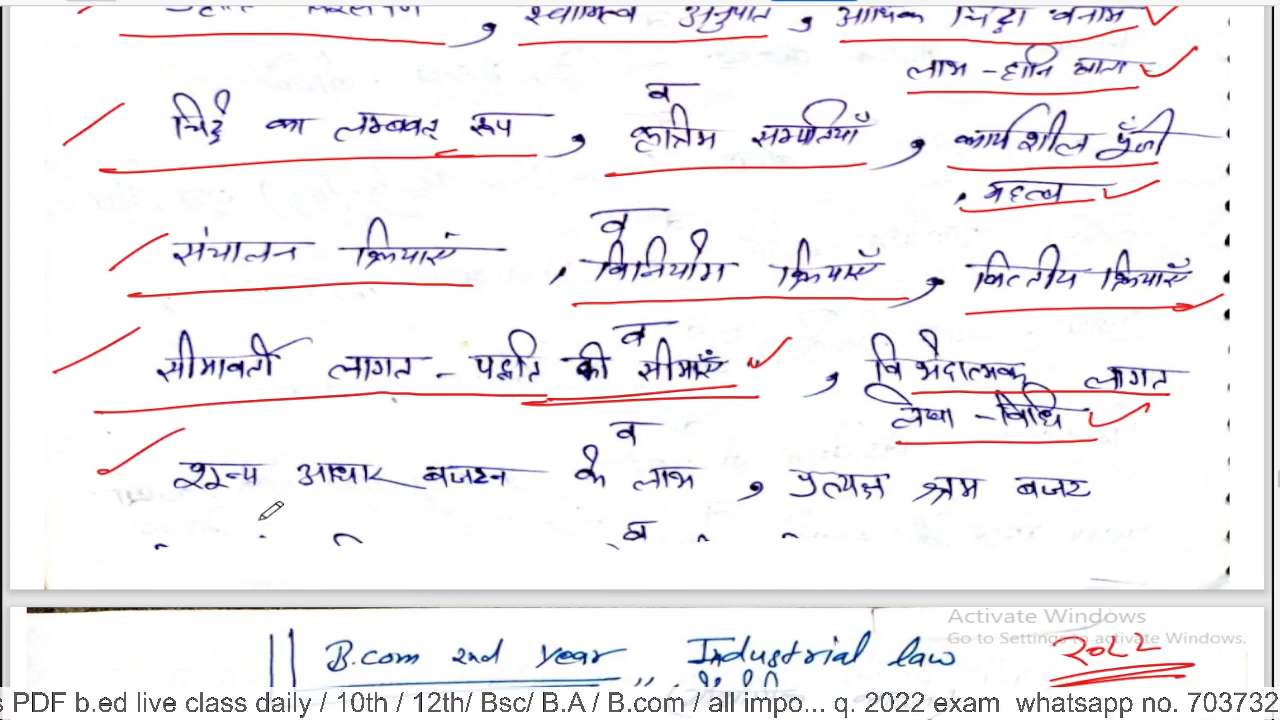 स्वामित्व अनुपात , आर्थिक चिट्ठा बनाम
लाभ - हानि खाता
चिट्ठे का लम्बवत रूप , कृत्रिम सम्पतियाँ , कार्यशील पूँजी
व
, महत्व
संचालन क्रियाएं , विनियोग क्रियाएँ , वित्तीय क्रियाएँ
व
सीमावर्ती लागत - पद्धति की सीमाएँ , विभेदात्मक लागत
व
लेखा - विधि
शून्य आधार बजटन के लाभ , प्रत्यक्ष श्रम बजट
व
व
Activate Windows
Go to Settings to activate Windows.
|| B.com 2nd year Industrial law 2022
PDF b.ed live class daily / 10th / 12th/ Bsc/ B.A / B.com / all impo... q. 2022 exam whatsapp no. 703732